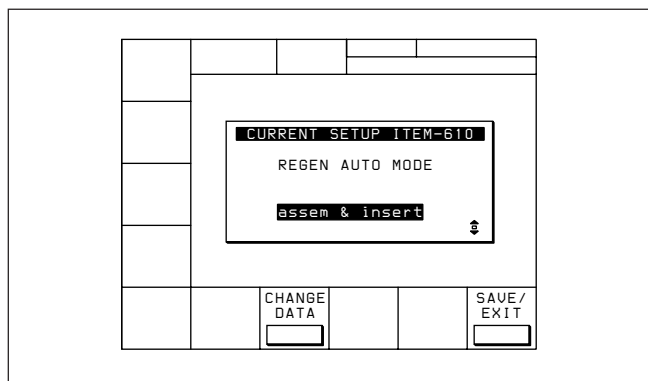 CURRENT SETUP ITEM-610
REGEN AUTO MODE
assem & insert
CHANGE
DATA
SAVE/
EXIT